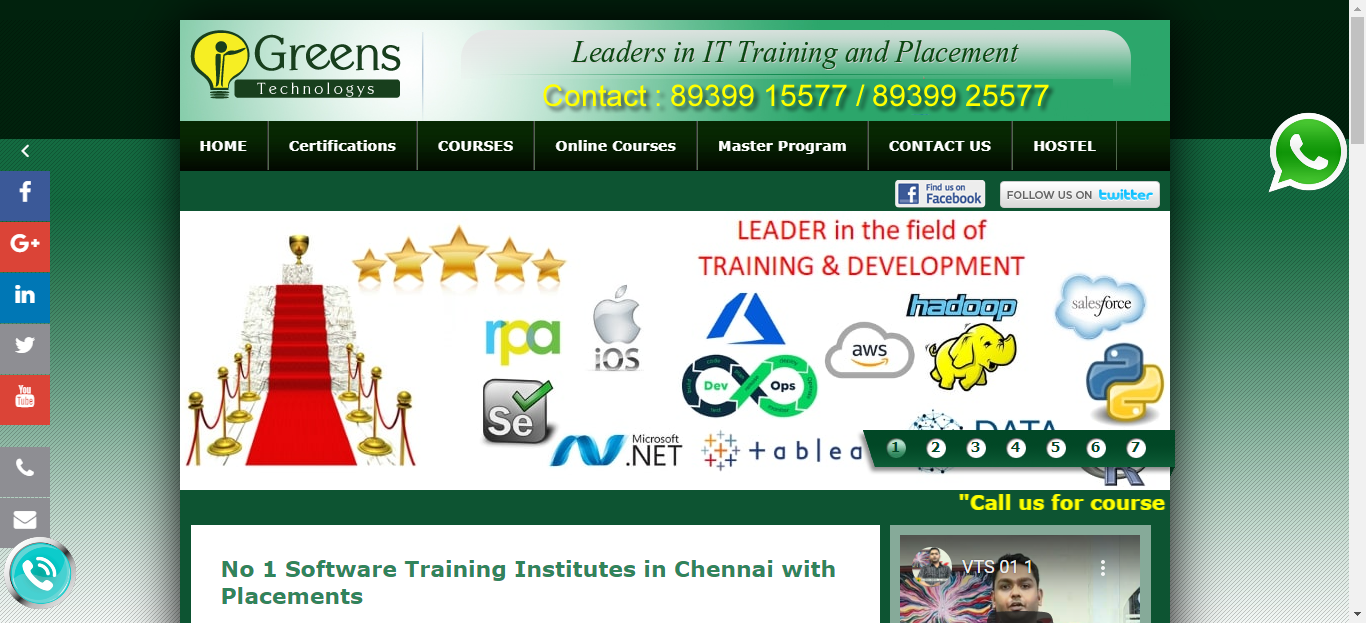 Greens
Technologys
Leaders in IT Training and Placement
Contact : 89399 15577 / 89399 25577
HOME
Certifications
COURSES
Online Courses
Master Program
CONTACT US
HOSTEL
Find us on
Facebook
FOLLOW US ON twitter
G+
in
You
Tube
LEADER in the field of
TRAINING & DEVELOPMENT
rpa
iOS
hadoop
salesforce
aws
Dev Ops
Se
Microsoft
.NET
+ a b l e a
DATA
R
1 2 3 4 5 6 7
"Call us for course
No 1 Software Training Institutes in Chennai with
Placements
VTS 01 1